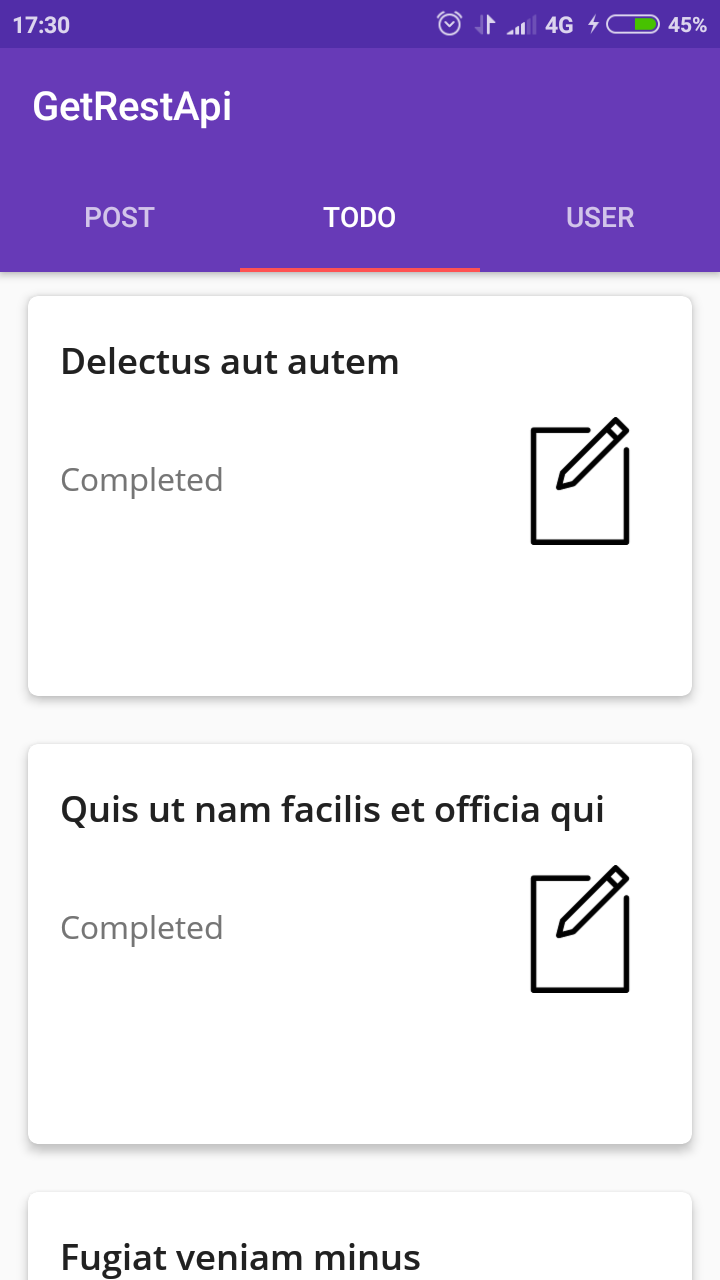 17:30 4G 45%
GetRestApi
POST TODO USER
Delectus aut autem
Completed
Quis ut nam facilis et officia qui
Completed
Fugiat veniam minus